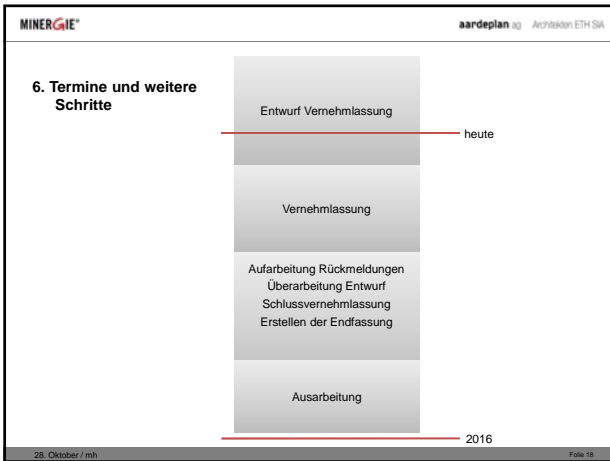 MINERGIE®
aardeplan ag Architekten ETH SIA
6. Termine und weitere
Schritte
Entwurf Vernehmlassung
heute
Vernehmlassung
Aufarbeitung Rückmeldungen
Überarbeitung Entwurf
Schlussvernehmlassung
Erstellen der Endfassung
Ausarbeitung
2016
28. Oktober / mh
Folie 18